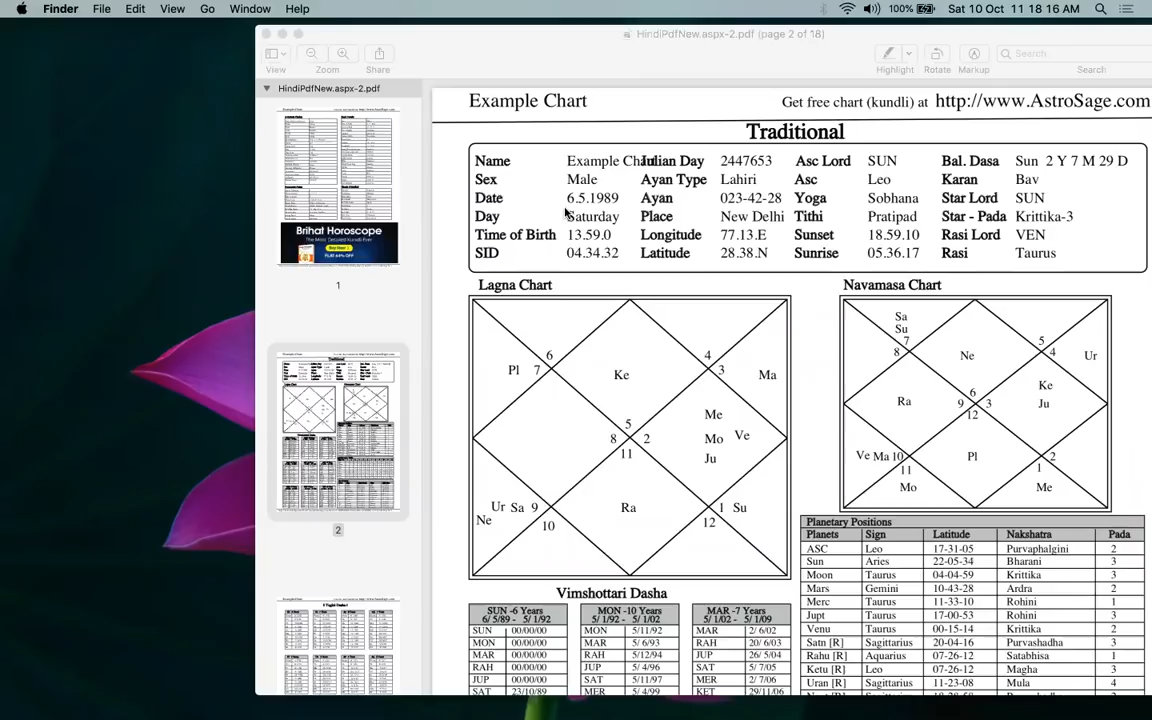 Finder File Edit View Go Window Help 100% Sat 10 Oct 11 18 16 AM
HindiPdfNew.aspx-2.pdf (page 2 of 18)
View Zoom Share Highlight Rotate Markup Search
Search
HindiPdfNew.aspx-2.pdf
Brihat Horoscope
1
2
Example Chart Get free chart (kundli) at http://www.AstroSage.com
Traditional
Name Example Chart Julian Day 2447653 Asc Lord SUN Bal. Dasa Sun 2 Y 7 M 29 D
Sex Male Ayan Type Lahiri Asc Leo Karan Bav
Date 6.5.1989 Ayan 023-42-28 Yoga Sobhana Star Lord SUN
Day Saturday Place New Delhi Tithi Pratipad Star - Pada Krittika-3
Time of Birth 13.59.0 Longitude 77.13.E Sunset 18.59.10 Rasi Lord VEN
SID 04.34.32 Latitude 28.38.N Sunrise 05.36.17 Rasi Taurus
Lagna Chart
6 4
Pl 7 Ke 3 Ma
Me
5 Mo Ve
8 2 Ju
11
Ur Sa 9 Ra 1 Su
Ne 10 12
Navamasa Chart
Sa
Su
7 5
8 Ne 4 Ur
Ke
6
Ra 9 3 Ju
12
Ve Ma 10 Pl 2
11 1
Mo Me
Vimshottari Dasha
SUN -6 Years
6/ 5/89 - 5/ 1/92
SUN 00/00/00
MON 00/00/00
MAR 00/00/00
RAH 00/00/00
JUP 00/00/00
SAT 23/10/89
MON -10 Years
5/ 1/92 - 5/ 1/02
MON 5/11/92
MAR 5/ 6/93
RAH 5/12/94
JUP 5/ 4/96
SAT 5/11/97
MER 5/ 4/99
MAR -7 Years
5/ 1/02 - 5/ 1/09
MAR 2/ 6/02
RAH 20/ 6/03
JUP 26/ 5/04
SAT 5/ 7/05
MER 2/ 7/06
KET 29/11/06
Planetary Positions
Planets Sign Latitude Nakshatra Pada
ASC Leo 17-31-05 Purvaphalgini 2
Sun Aries 22-05-34 Bharani 3
Moon Taurus 04-04-59 Krittika 3
Mars Gemini 10-43-28 Ardra 2
Merc Taurus 11-33-10 Rohini 1
Jupt Taurus 17-00-53 Rohini 3
Venu Taurus 00-15-14 Krittika 2
Satn [R] Sagittarius 20-04-16 Purvashadha 3
Rahu [R] Aquarius 07-26-12 Satabhisa 1
Ketu [R] Leo 07-26-12 Magha 3
Uran [R] Sagittarius 11-23-08 Mula 4